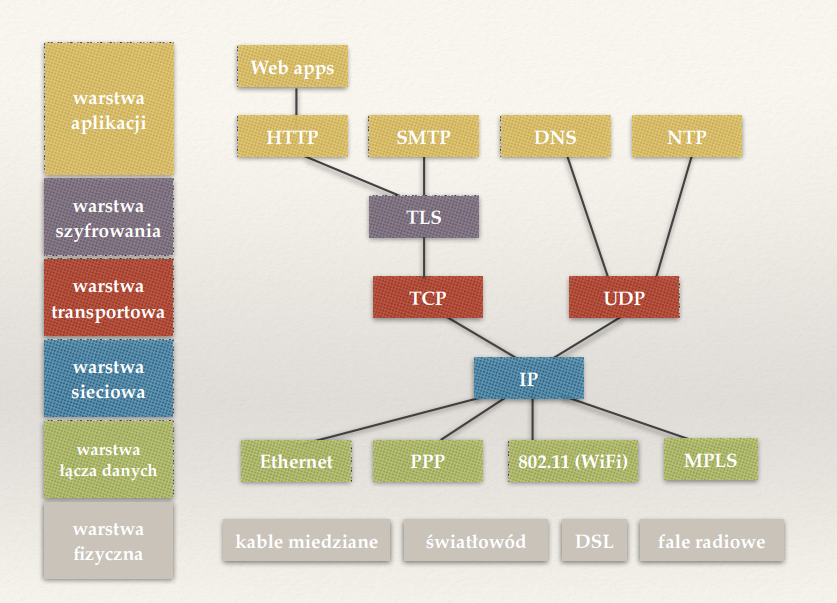 warstwa
aplikacji
Web apps
HTTP
SMTP
DNS
NTP
warstwa
szyfrowania
TLS
warstwa
transportowa
TCP
UDP
warstwa
sieciowa
IP
warstwa
łącza danych
Ethernet
PPP
802.11 (WiFi)
MPLS
warstwa
fizyczna
kable miedziane
światłowód
DSL
fale radiowe